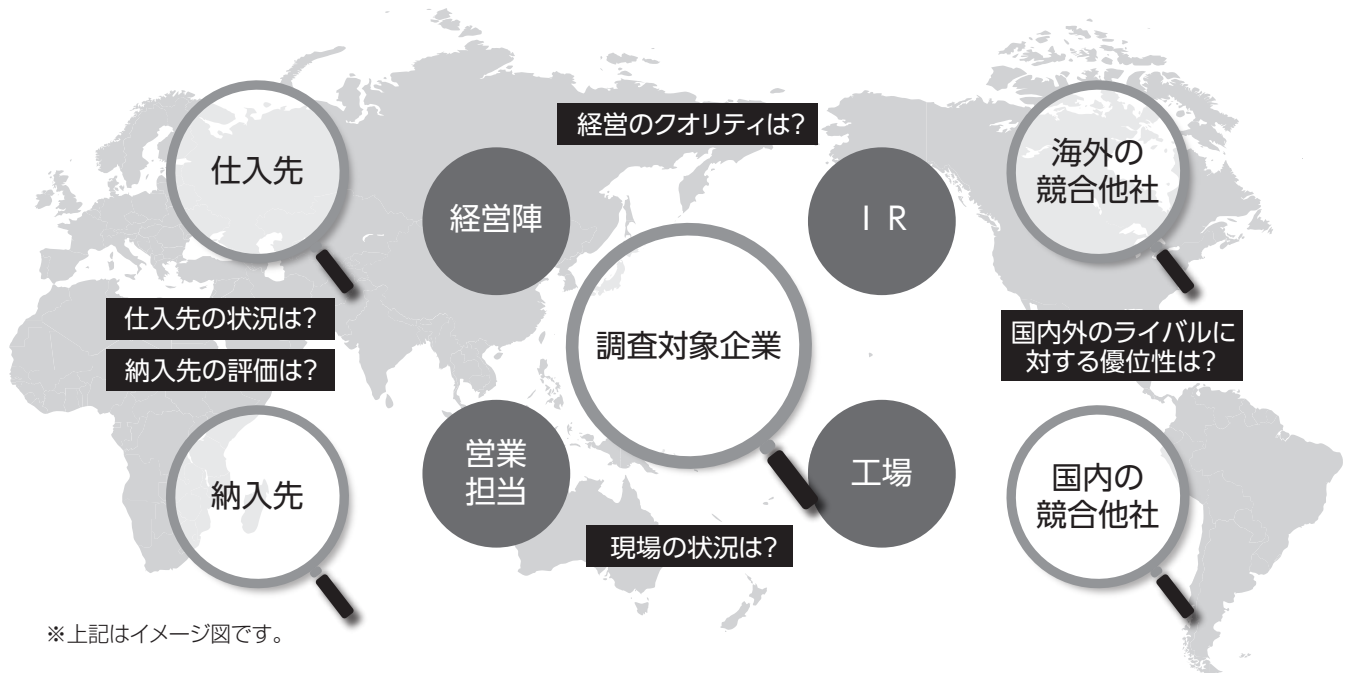 経営のクオリティは?
仕入先
海外の
競合他社
経営陣
I R
仕入先の状況は?
納入先の評価は?
調査対象企業
国内外のライバルに
対する優位性は?
営業
担当
工場
納入先
国内の
競合他社
現場の状況は?
※上記はイメージ図です。